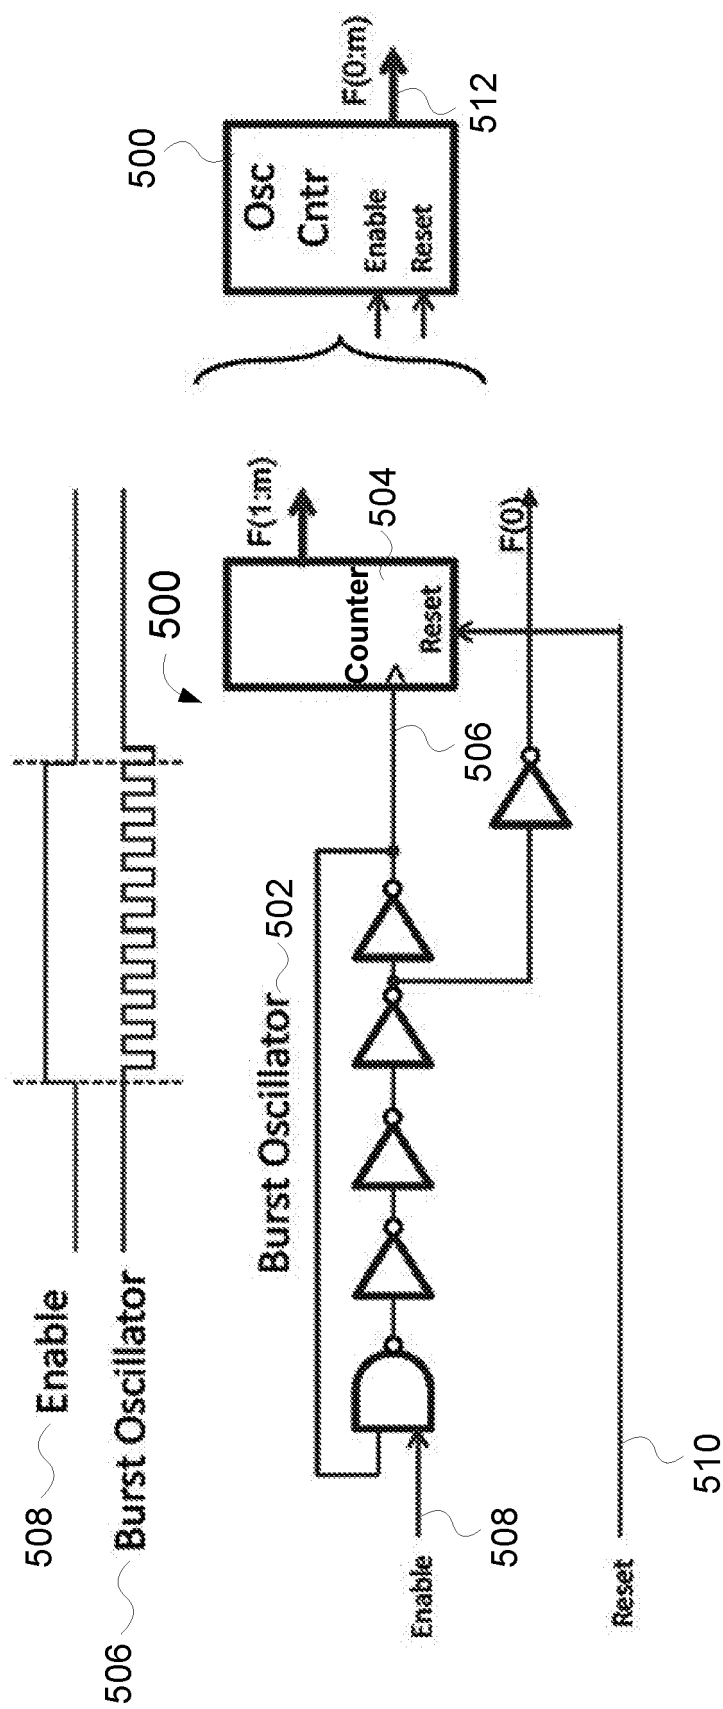 508 Enable
506 Burst Oscillator
500
Burst Oscillator 502
F(1:m)
504
Counter
Reset
506
F(0)
Enable
508
Reset
510
500
Osc
Cntr
Enable
Reset
F(0:m)
512